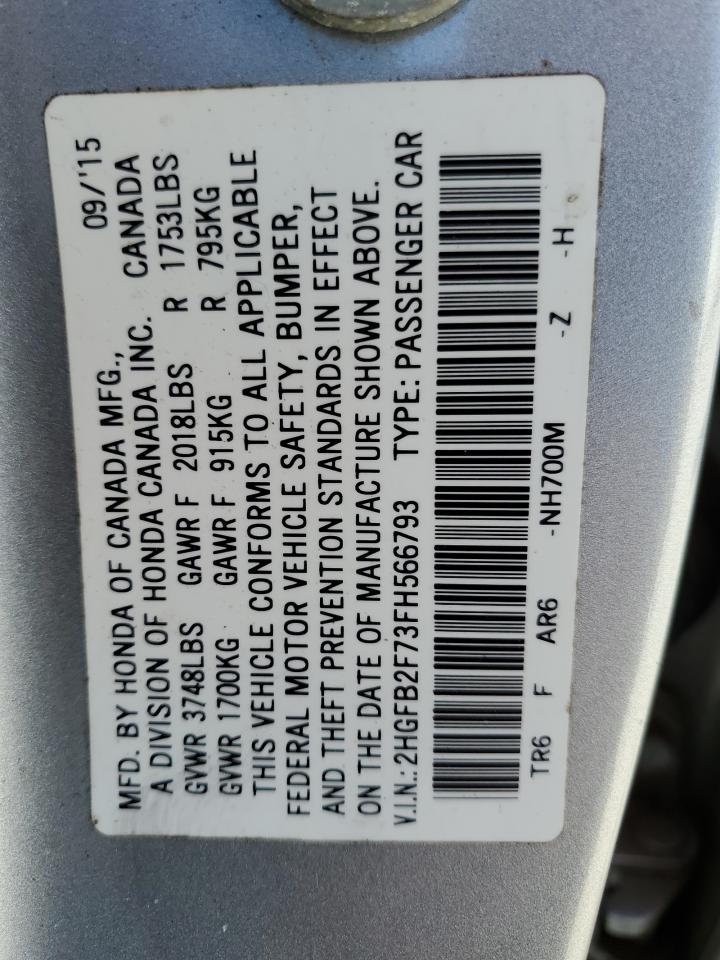 MFD. BY HONDA OF CANADA MFG., 09/'15
A DIVISION OF HONDA CANADA INC. CANADA
GVWR 3748LBS GAWR F 2018LBS R 1753LBS
GVWR 1700KG GAWR F 915KG R 795KG
THIS VEHICLE CONFORMS TO ALL APPLICABLE
FEDERAL MOTOR VEHICLE SAFETY, BUMPER,
AND THEFT PREVENTION STANDARDS IN EFFECT
ON THE DATE OF MANUFACTURE SHOWN ABOVE.
V.I.N.: 2HGFB2F73FH566793 TYPE: PASSENGER CAR
TR6 F AR6 -NH700M -Z -H